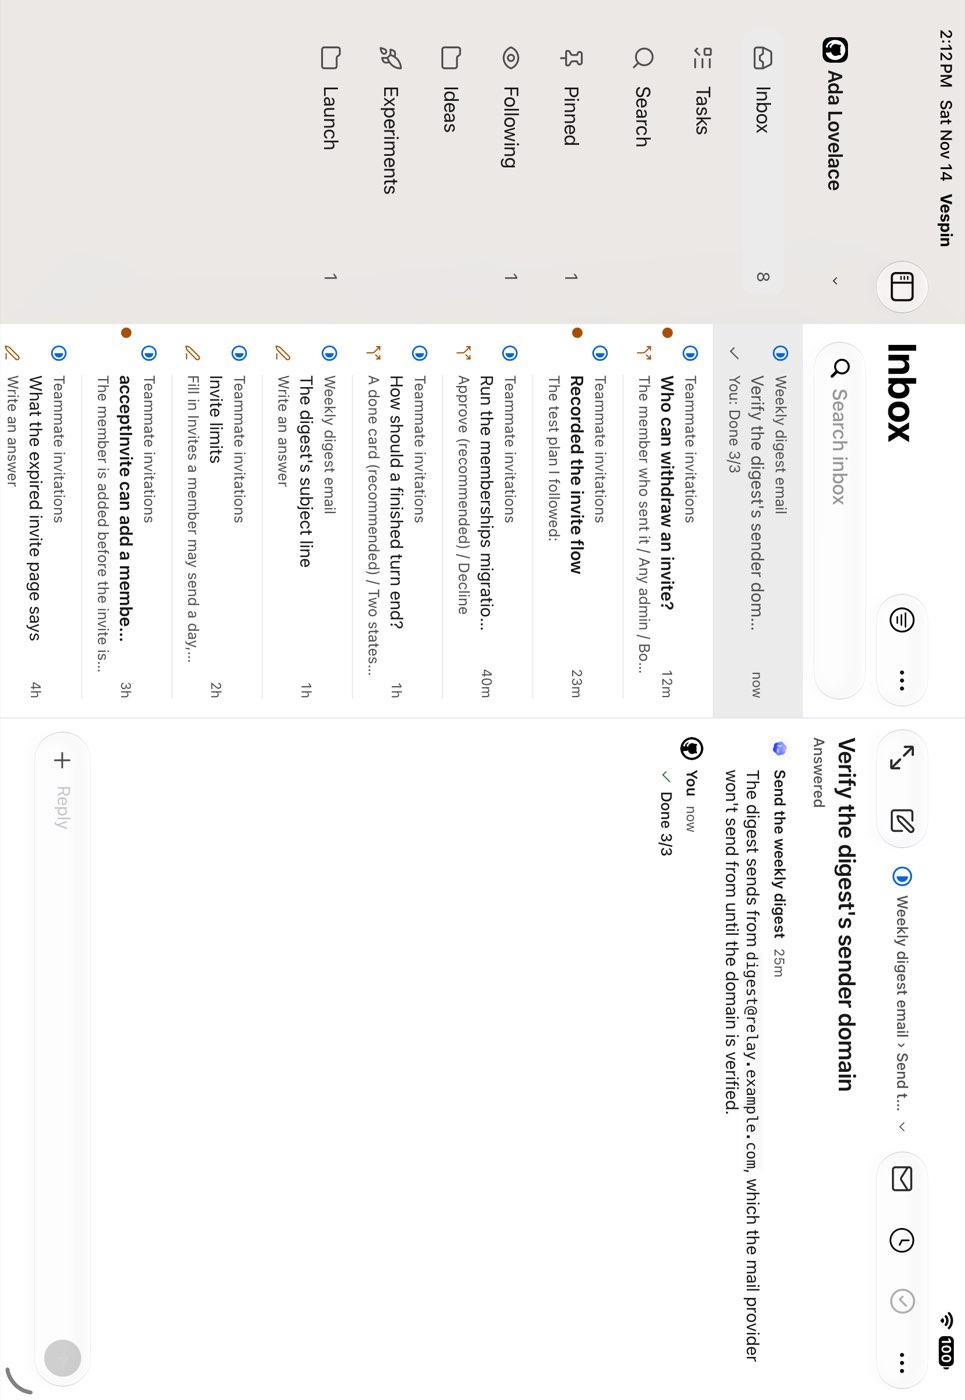 2:12 PM Sat Nov 14 Vespin
100
Ada Lovelace
Inbox 8
Tasks
Search
Pinned 1
Following 1
Ideas
Experiments
Launch 1
Inbox
Search inbox
Weekly digest email
Verify the digest's sender dom... now
You: Done 3/3
Teammate invitations
Who can withdraw an invite? 12m
The member who sent it / Any admin / Bo...
Teammate invitations
Recorded the invite flow 23m
The test plan I followed:
Teammate invitations
Run the memberships migratio... 40m
Approve (recommended) / Decline
Teammate invitations
How should a finished turn end? 1h
A done card (recommended) / Two states...
Weekly digest email
The digest's subject line 1h
Write an answer
Teammate invitations
Invite limits 2h
Fill in Invites a member may send a day,...
Teammate invitations
acceptInvite can add a membe... 3h
The member is added before the invite is...
Teammate invitations
What the expired invite page says 4h
Write an answer
Weekly digest email › Send t...
Verify the digest's sender domain
Answered
Send the weekly digest 25m
The digest sends from digest@relay.example.com, which the mail provider
won't send from until the domain is verified.
You now
Done 3/3
Reply